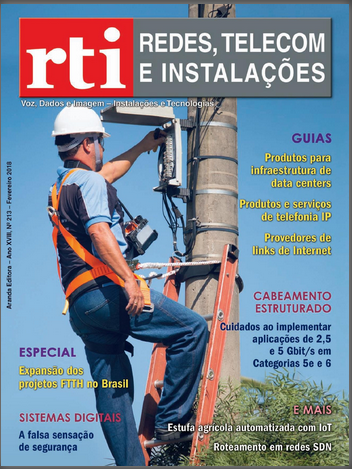 rti
REDES, TELECOM
E INSTALAÇÕES
Voz, Dados e Imagem – Instalações e Tecnologias
Aranda Editora – Ano XVIII, Nº 213 – Fevereiro 2018
GUIAS
Produtos para
infraestrutura de
data centers
Produtos e serviços
de telefonia IP
Provedores de
links de Internet
CABEAMENTO
ESTRUTURADO
Cuidados ao implementar
aplicações de 2,5
e 5 Gbit/s em
Categorias 5e e 6
ESPECIAL
Expansão dos
projetos FTTH no Brasil
SISTEMAS DIGITAIS
A falsa sensação
de segurança
E MAIS
Estufa agrícola automatizada com IoT
Roteamento em redes SDN